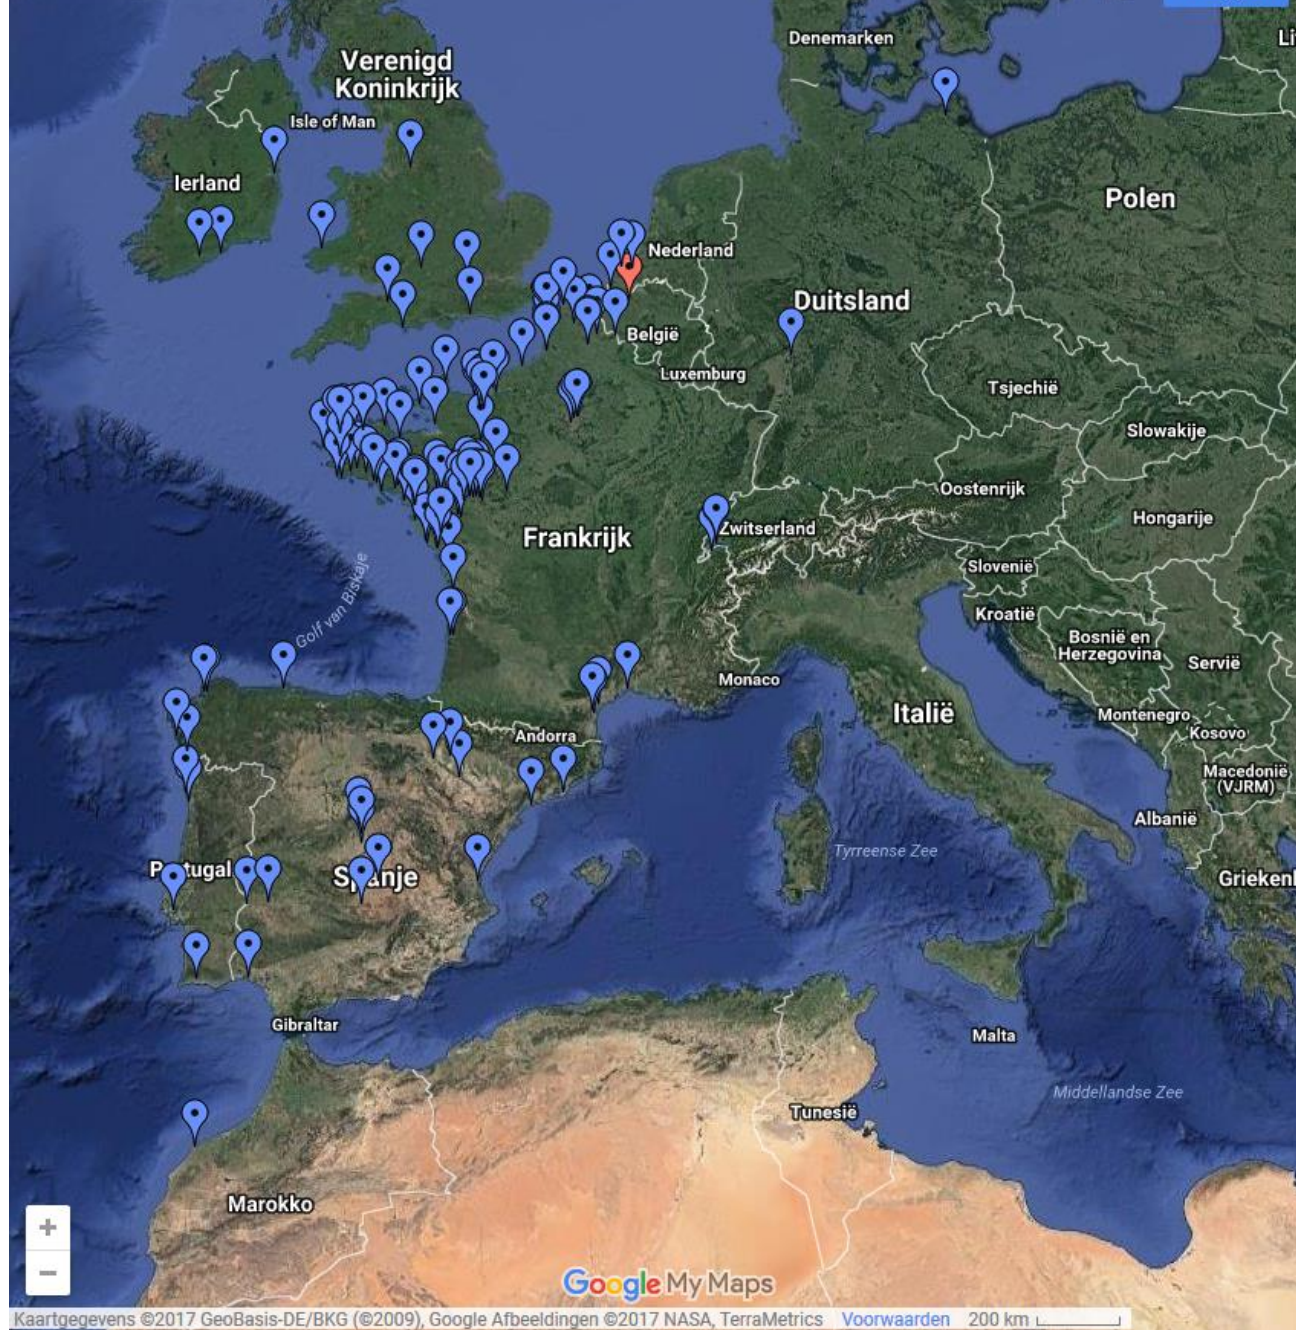 Denemarken
Li
Verenigd
Koninkrijk
Isle of Man
Ierland
Polen
Nederland
Duitsland
België
Luxemburg
Tsjechië
Slowakije
Oostenrijk
Hongarije
Frankrijk
Zwitserland
Slovenië
Golf van Biskaje
Kroatië
Bosnië en
Herzegovina
Servië
Monaco
Italië
Montenegro
Kosovo
Andorra
Macedonië
(VJRM)
Albanië
Tyrreense Zee
Portugal
Spanje
Griekenl
Gibraltar
Malta
Middellandse Zee
Tunesië
Marokko
+
−
Google My Maps
Kaartgegevens ©2017 GeoBasis-DE/BKG (©2009), Google Afbeeldingen ©2017 NASA, TerraMetrics Voorwaarden 200 km